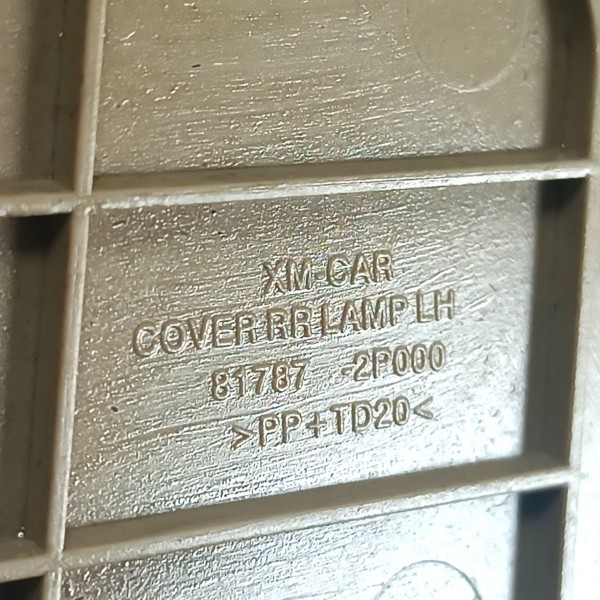 XM-CAR
COVER RR LAMP LH
81787 -2P000
>PP+TD20<